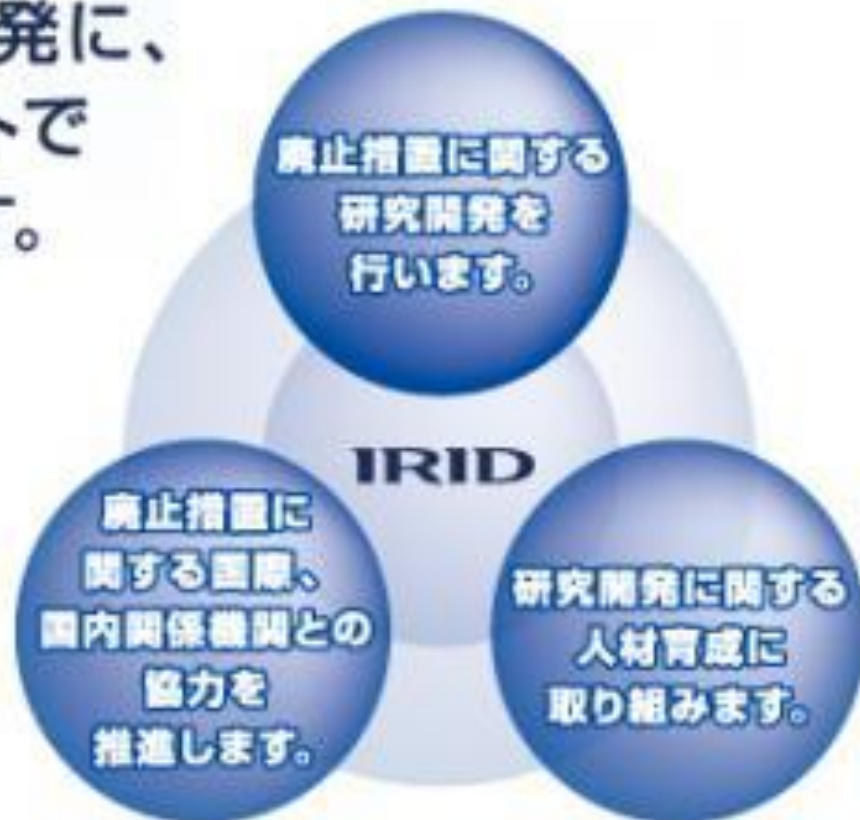 発に、
トで
す。
廃止措置に関する
研究開発を
行います。
IRID
廃止措置に
関する国際、
国内関係機関との
協力を
推進します。
研究開発に関する
人材育成に
取り組みます。